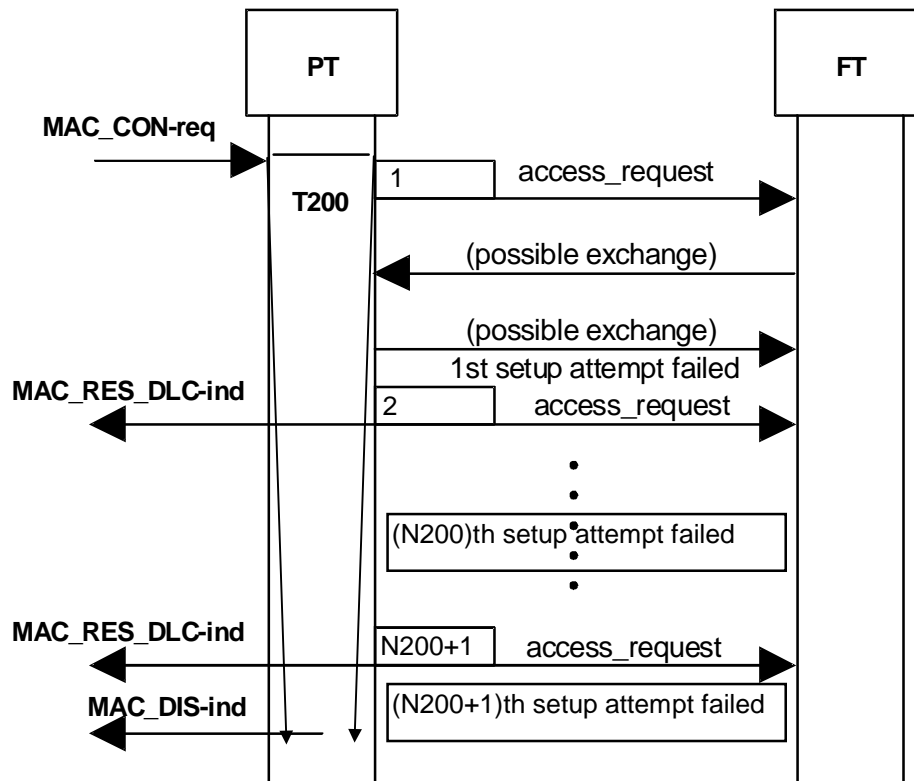 PT
FT
MAC_CON-req
T200
1
access_request
(possible exchange)
(possible exchange)
1st setup attempt failed
MAC_RES_DLC-ind
2
access_request
(N200)th setup attempt failed
MAC_RES_DLC-ind
N200+1
access_request
MAC_DIS-ind
(N200+1)th setup attempt failed